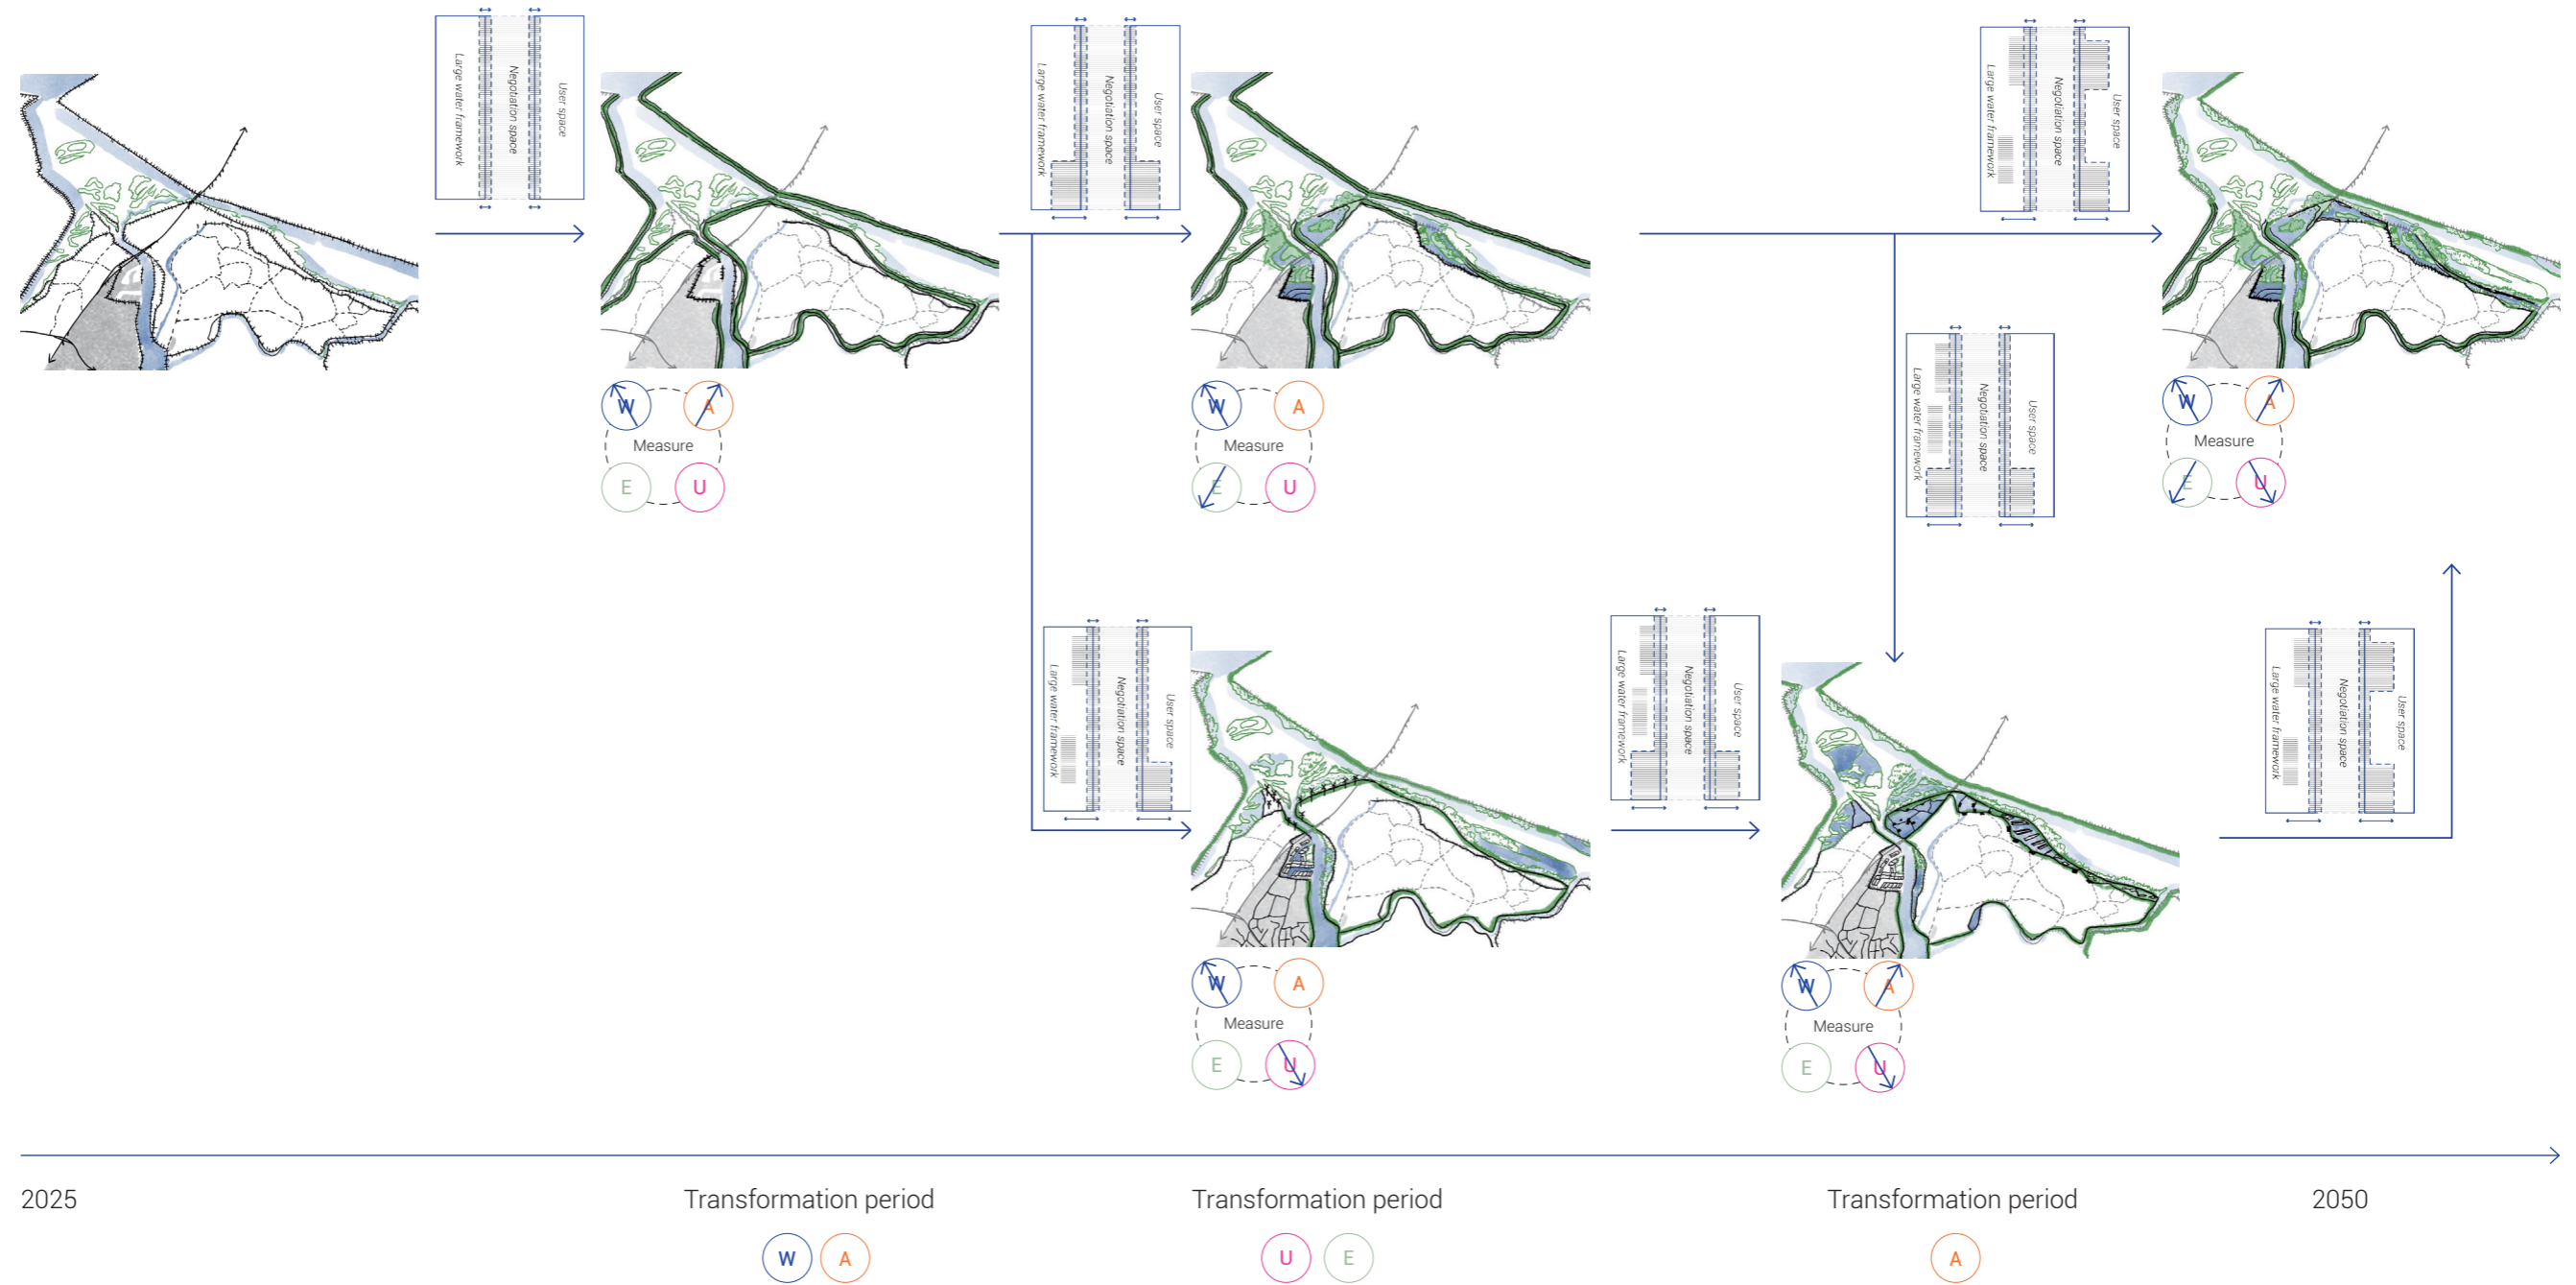 Large water framework
Negotiation space
User space
Large water framework
Negotiation space
User space
Large water framework
Negotiation space
User space
W
A
Measure
E
U
W
A
Measure
E
U
Large water framework
Negotiation space
User space
W
A
Measure
E
U
Large water framework
Negotiation space
User space
Large water framework
Negotiation space
User space
Large water framework
Negotiation space
User space
W
A
Measure
E
U
W
A
Measure
E
U
2025
Transformation period
Transformation period
Transformation period
2050
W
A
U
E
A